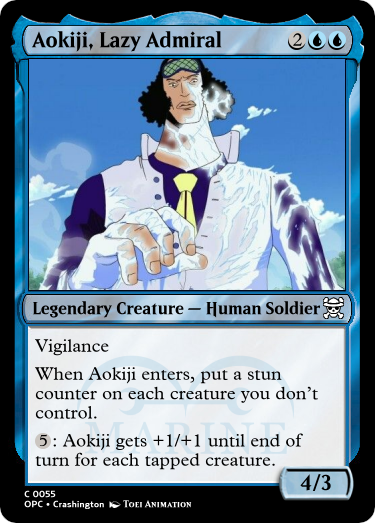 Aokiji, Lazy Admiral 2
Legendary Creature — Human Soldier
Vigilance
When Aokiji enters, put a stun
counter on each creature you don't
control.
5: Aokiji gets +1/+1 until end of
turn for each tapped creature.
MARINE
4/3
C 0055
OPC • Crashington TOEI ANIMATION